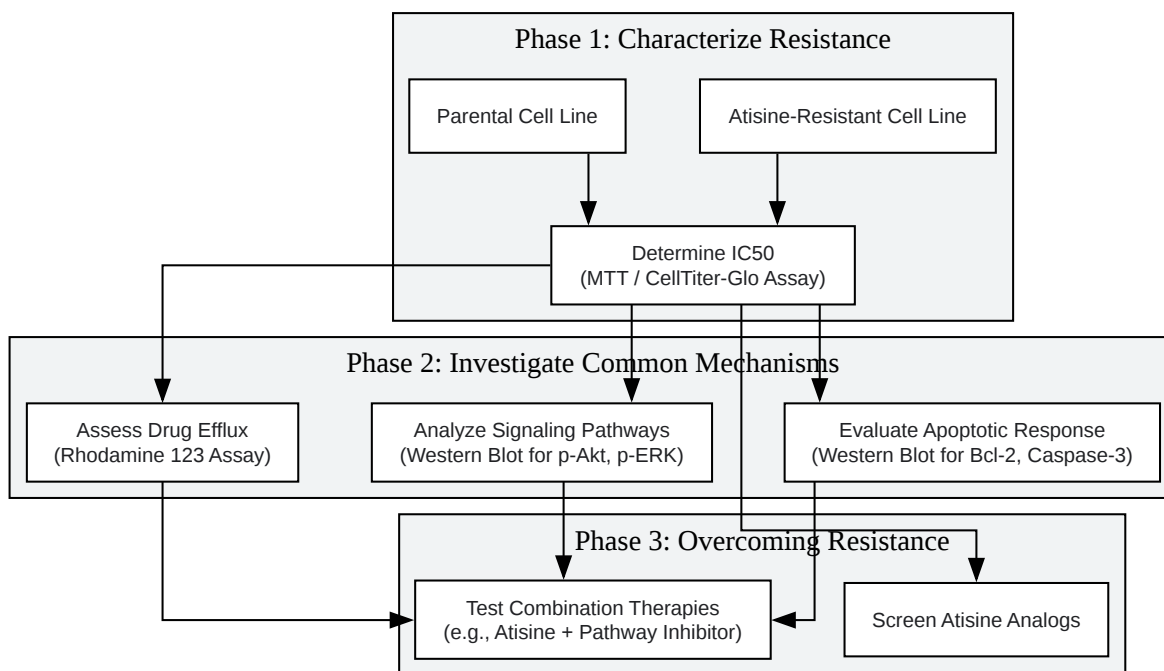 Phase 1: Characterize Resistance
Parental Cell Line
Atisine-Resistant Cell Line
Determine IC50
(MTT / CellTiter-Glo Assay)
Phase 2: Investigate Common Mechanisms
Assess Drug Efflux
(Rhodamine 123 Assay)
Analyze Signaling Pathways
(Western Blot for p-Akt, p-ERK)
Evaluate Apoptotic Response
(Western Blot for Bcl-2, Caspase-3)
Phase 3: Overcoming Resistance
Test Combination Therapies
(e.g., Atisine + Pathway Inhibitor)
Screen Atisine Analogs